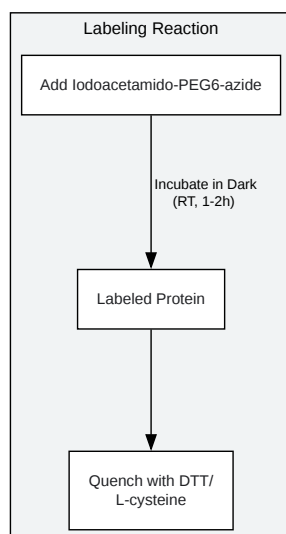 Labeling Reaction
Add Iodoacetamido-PEG6-azide
Incubate in Dark
(RT, 1-2h)
Labeled Protein
Quench with DTT/
L-cysteine